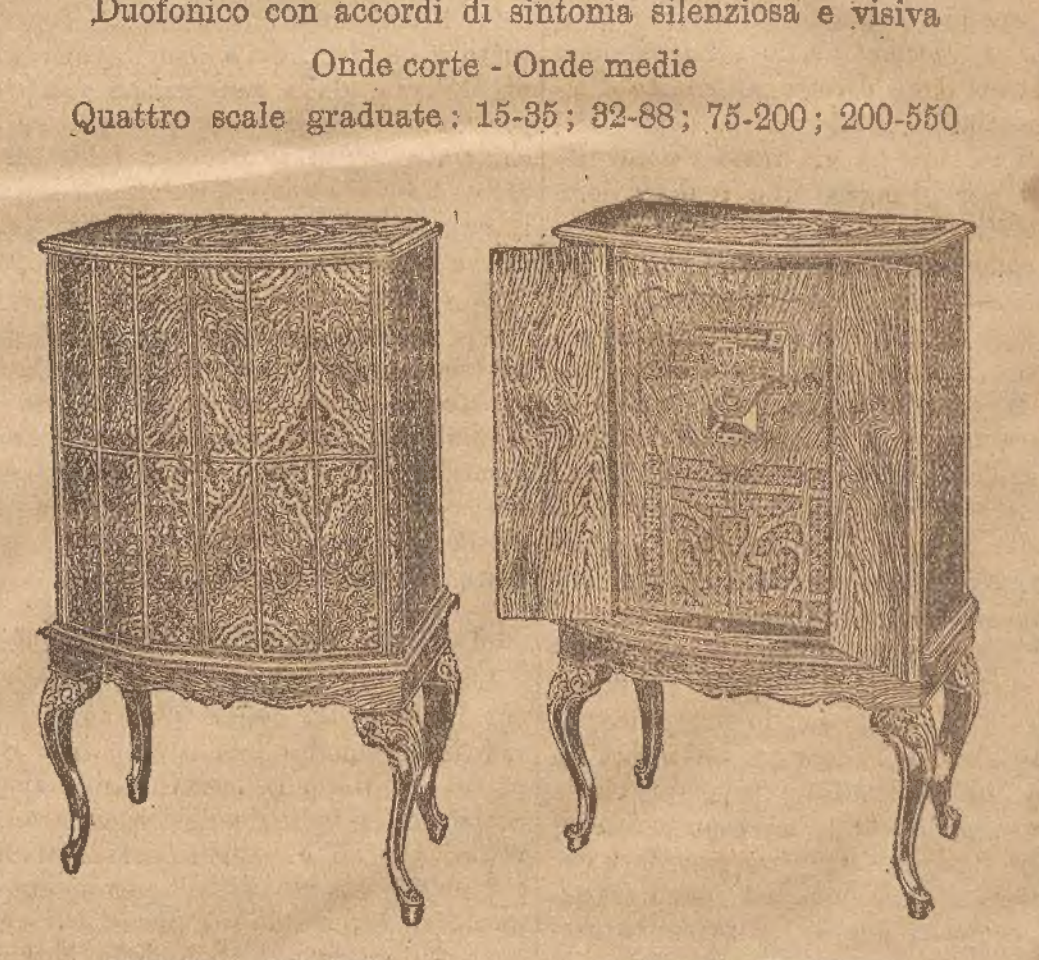 Duofonico con accordi di sintonia silenziosa e visiva
Onde corte - Onde medie
Quattro scale graduate: 15-35; 32-88; 75-200; 200-550